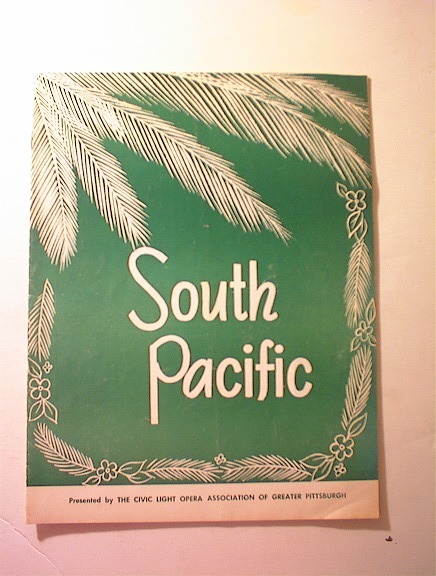 South
Pacific
Presented by THE CIVIC LIGHT OPERA ASSOCIATION OF GREATER PITTSBURGH